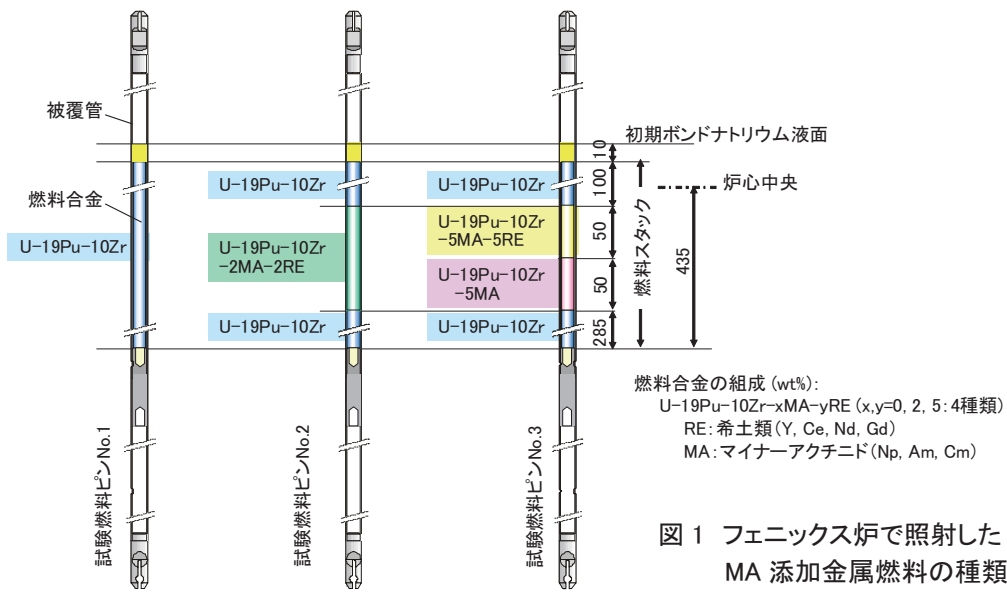 被覆管
燃料合金
U-19Pu-10Zr
U-19Pu-10Zr
U-19Pu-10Zr
-2MA-2RE
U-19Pu-10Zr
U-19Pu-10Zr
U-19Pu-10Zr
-5MA-5RE
U-19Pu-10Zr
-5MA
U-19Pu-10Zr
10
100
50
50
285
燃料スタック
435
初期ボンドナトリウム液面
炉心中央
試験燃料ピンNo.1
試験燃料ピンNo.2
試験燃料ピンNo.3
燃料合金の組成 (wt%):
U-19Pu-10Zr-xMA-yRE (x,y=0, 2, 5:4種類)
RE:希土類(Y, Ce, Nd, Gd)
MA:マイナーアクチニド(Np, Am, Cm)
図 1 フェニックス炉で照射した
MA 添加金属燃料の種類